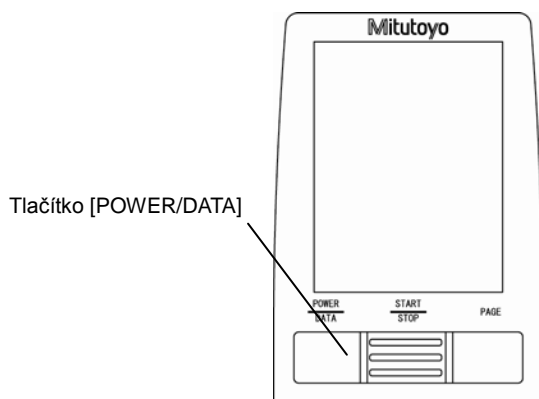 Mitutoyo
Tlačítko [POWER/DATA]
POWER
DATA
START
STOP
PAGE